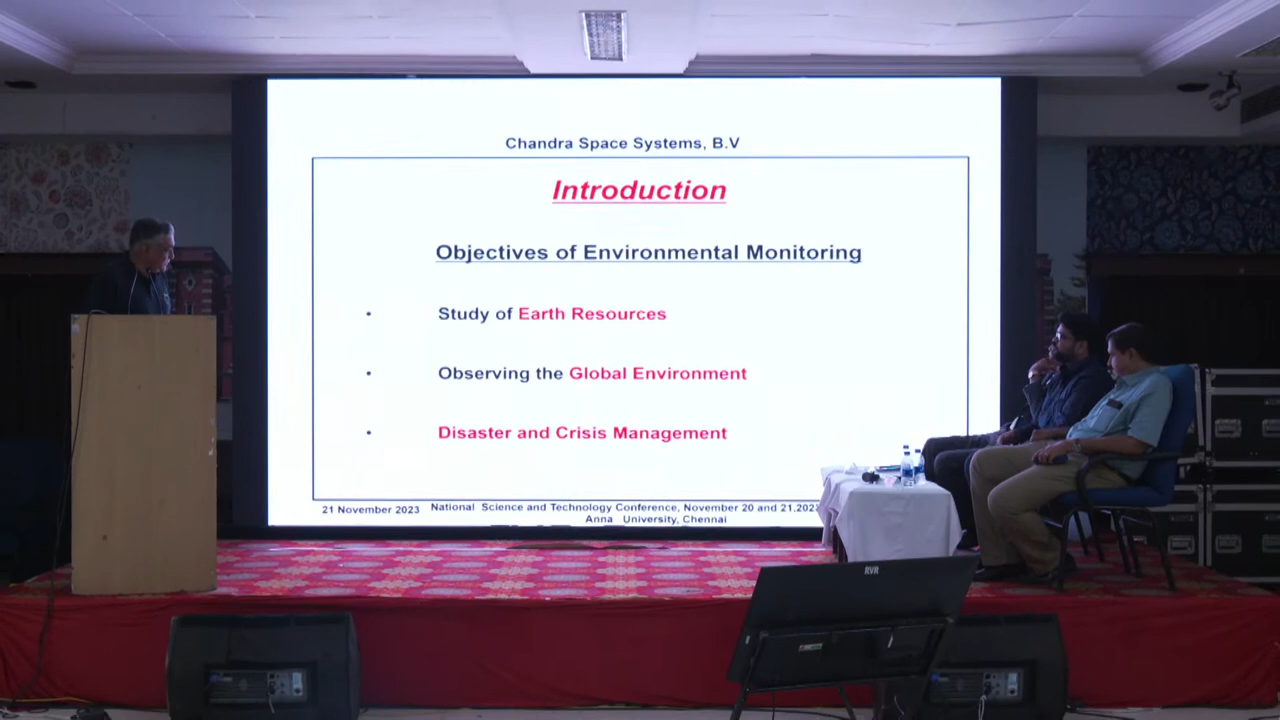 Chandra Space Systems, B.V
Introduction
Objectives of Environmental Monitoring
• Study of Earth Resources
• Observing the Global Environment
• Disaster and Crisis Management
21 November 2023
National Science and Technology Conference, November 20 and 21.202
Anna University, Chennai
RVR